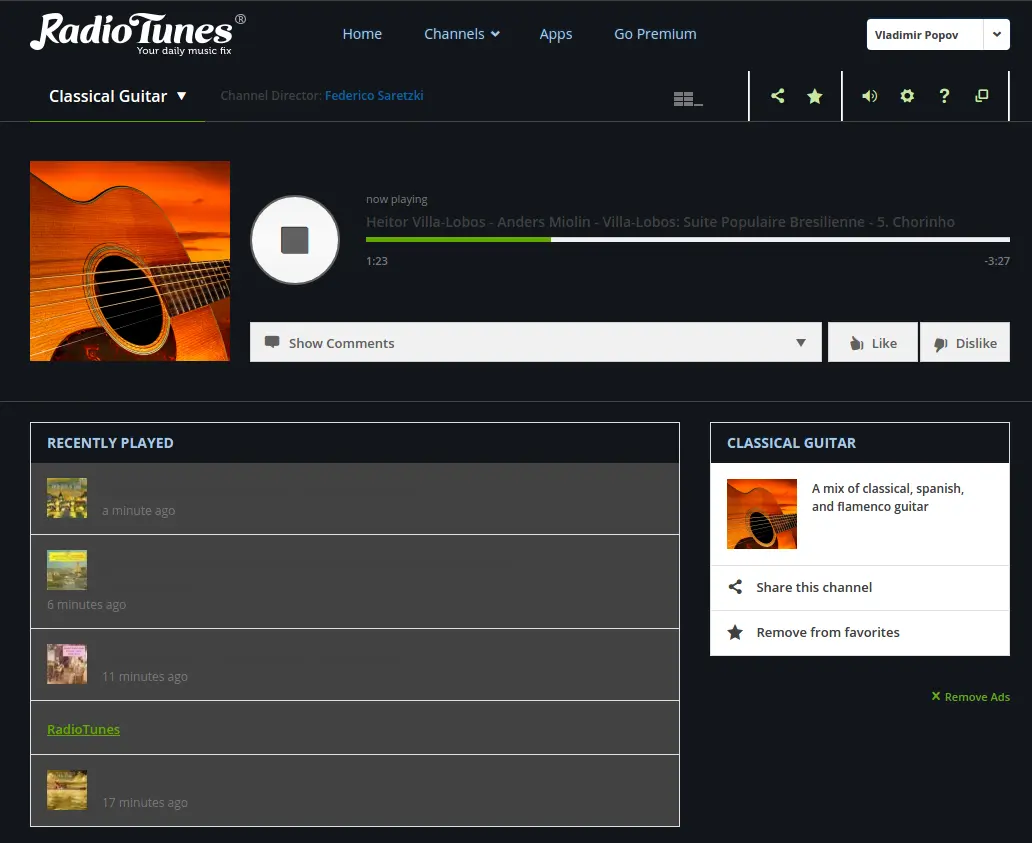 RadioTunes®
Your daily music fix
Home Channels Apps Go Premium
Vladimir Popov
Classical Guitar
Channel Director: Federico Saretzki
now playing
Heitor Villa-Lobos - Anders Miolin - Villa-Lobos: Suite Populaire Bresilienne - 5. Chorinho
1:23 -3:27
Show Comments
Like
Dislike
RECENTLY PLAYED
a minute ago
6 minutes ago
11 minutes ago
RadioTunes
17 minutes ago
CLASSICAL GUITAR
A mix of classical, spanish,
and flamenco guitar
Share this channel
Remove from favorites
Remove Ads